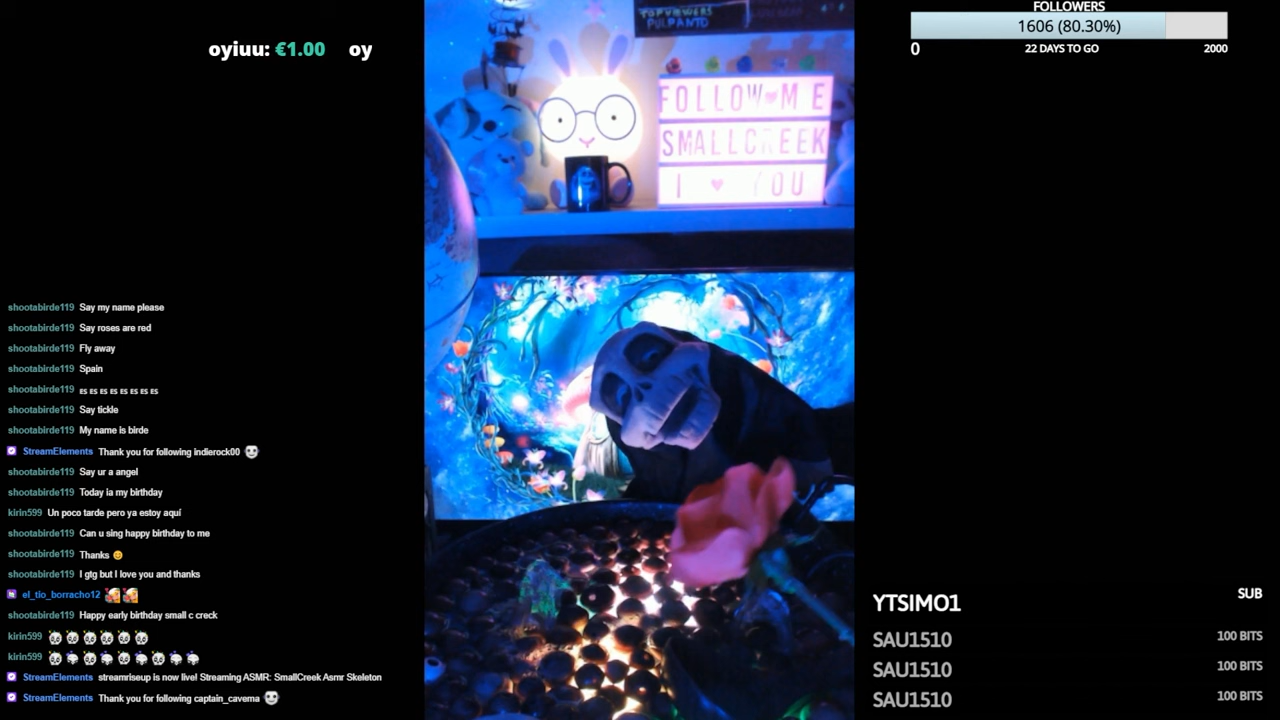 FOLLOWERS
1606 (80.30%)
0
22 DAYS TO GO
2000
oyiuu: €1.00 oy
TOPVIEWERS
PULPANTO
FOLLOW♥ME
SMALLCREEK
I ♥ YOU
shootabirde119 Say my name please
shootabirde119 Say roses are red
shootabirde119 Fly away
shootabirde119 Spain
shootabirde119 ES ES ES ES ES ES ES ES
shootabirde119 Say tickle
shootabirde119 My name is birde
StreamElements Thank you for following indierock00
shootabirde119 Say ur a angel
shootabirde119 Today ia my birthday
kirin599 Un poco tarde pero ya estoy aquí
shootabirde119 Can u sing happy birthday to me
shootabirde119 Thanks 😊
shootabirde119 I gtg but I love you and thanks
el_tio_borracho12
shootabirde119 Happy early birthday small c creck
kirin599
kirin599
StreamElements streamriseup is now live! Streaming ASMR: SmallCreek Asmr Skeleton
StreamElements Thank you for following captain_caverna
YTSIMO1 SUB
SAU1510 100 BITS
SAU1510 100 BITS
SAU1510 100 BITS